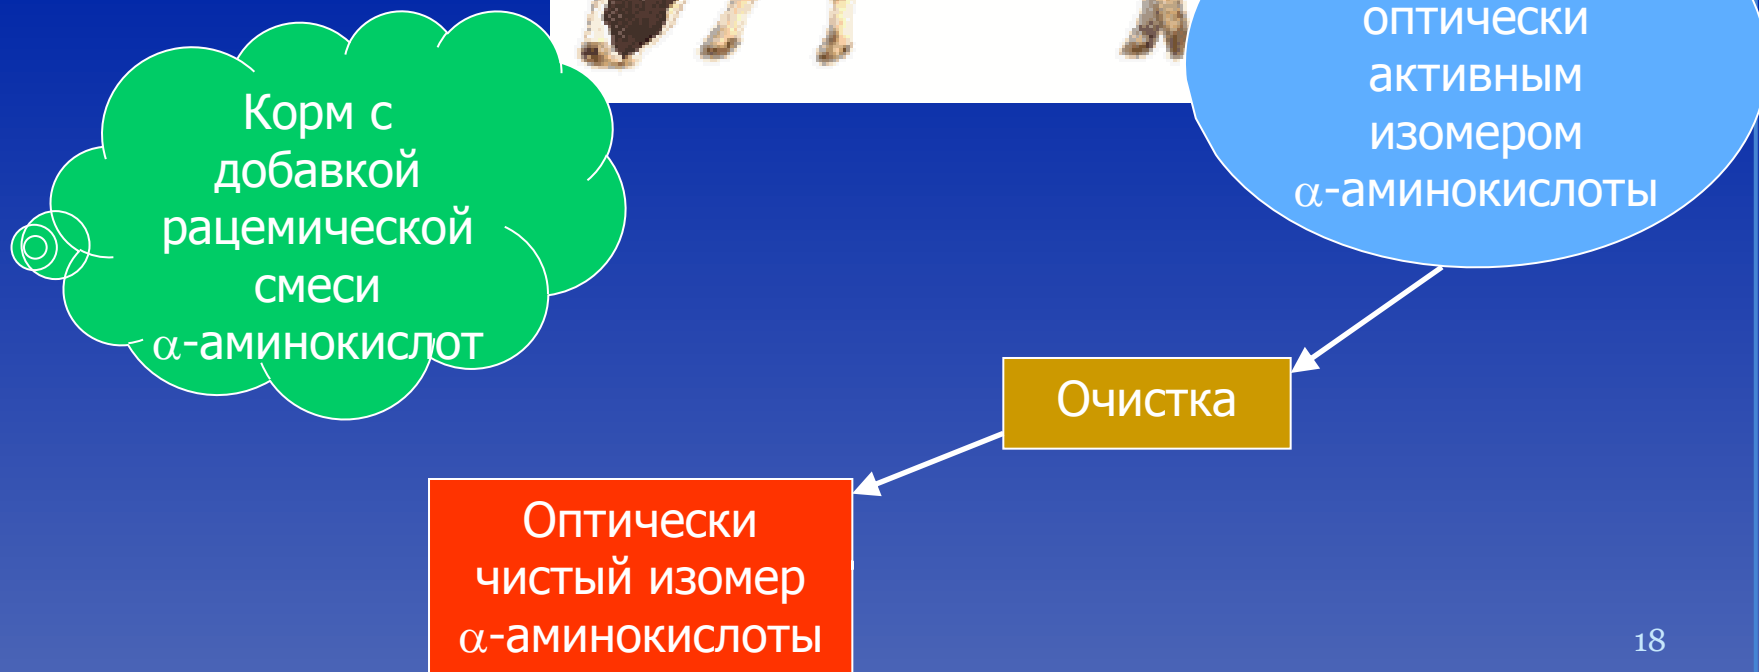 Корм с
добавкой
рацемической
смеси
α-аминокислот
оптически
активным
изомером
α-аминокислоты
Очистка
Оптически
чистый изомер
α-аминокислоты
18